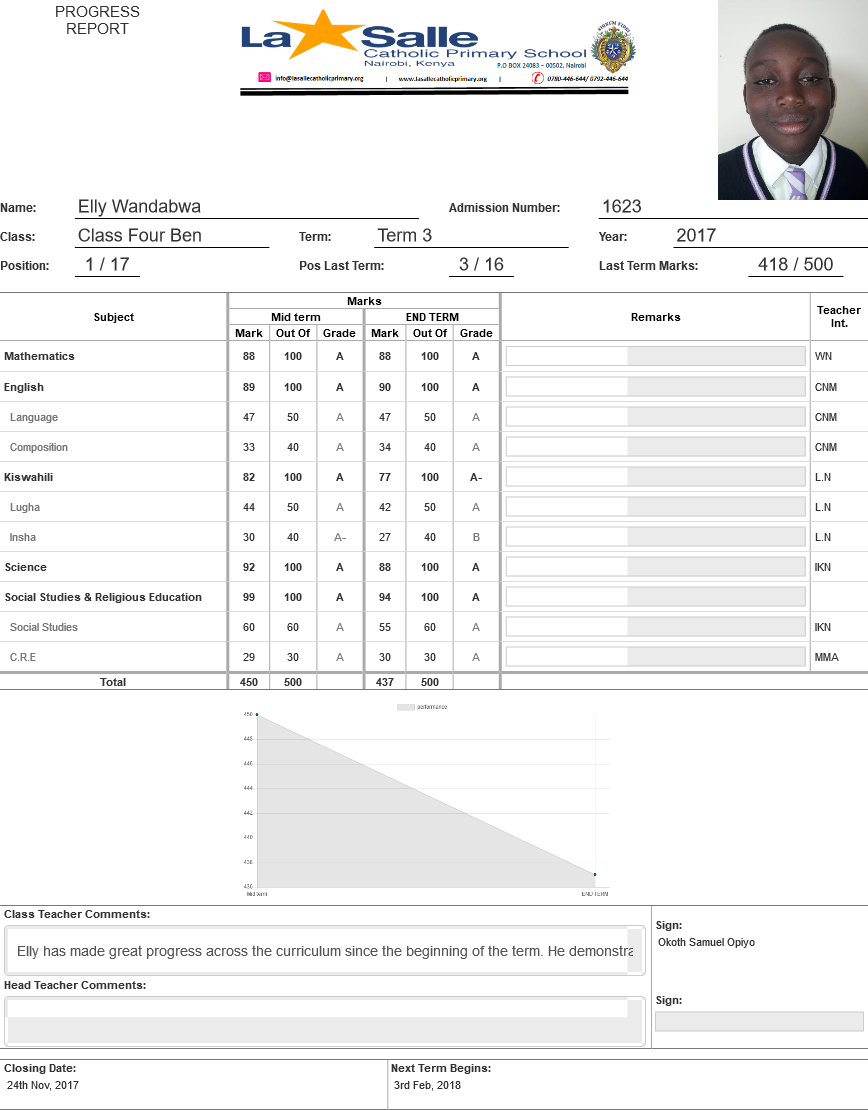 PROGRESS
REPORT
La Salle
Catholic Primary School
Nairobi, Kenya
P.O BOX 24083 – 00502, Nairobi
info@lasallecatholicprimary.org | www.lasallecatholicprimary.org | 0780-446-644/ 0792-446-644
Name: Elly Wandabwa Admission Number: 1623
Class: Class Four Ben Term: Term 3 Year: 2017
Position: 1 / 17 Pos Last Term: 3 / 16 Last Term Marks: 418 / 500
Subject Marks Remarks Teacher Int.
Mid term END TERM
Mark Out Of Grade Mark Out Of Grade
Mathematics 88 100 A 88 100 A WN
English 89 100 A 90 100 A CNM
Language 47 50 A 47 50 A CNM
Composition 33 40 A 34 40 A CNM
Kiswahili 82 100 A 77 100 A- L.N
Lugha 44 50 A 42 50 A L.N
Insha 30 40 A- 27 40 B L.N
Science 92 100 A 88 100 A IKN
Social Studies & Religious Education 99 100 A 94 100 A
Social Studies 60 60 A 55 60 A IKN
C.R.E 29 30 A 30 30 A MMA
Total 450 500 437 500
performance
450
448
446
444
442
440
438
436
Mid term END TERM
Class Teacher Comments:
Elly has made great progress across the curriculum since the beginning of the term. He demonstra
Sign:
Okoth Samuel Opiyo
Head Teacher Comments:
Sign:
Closing Date: Next Term Begins:
24th Nov, 2017 3rd Feb, 2018